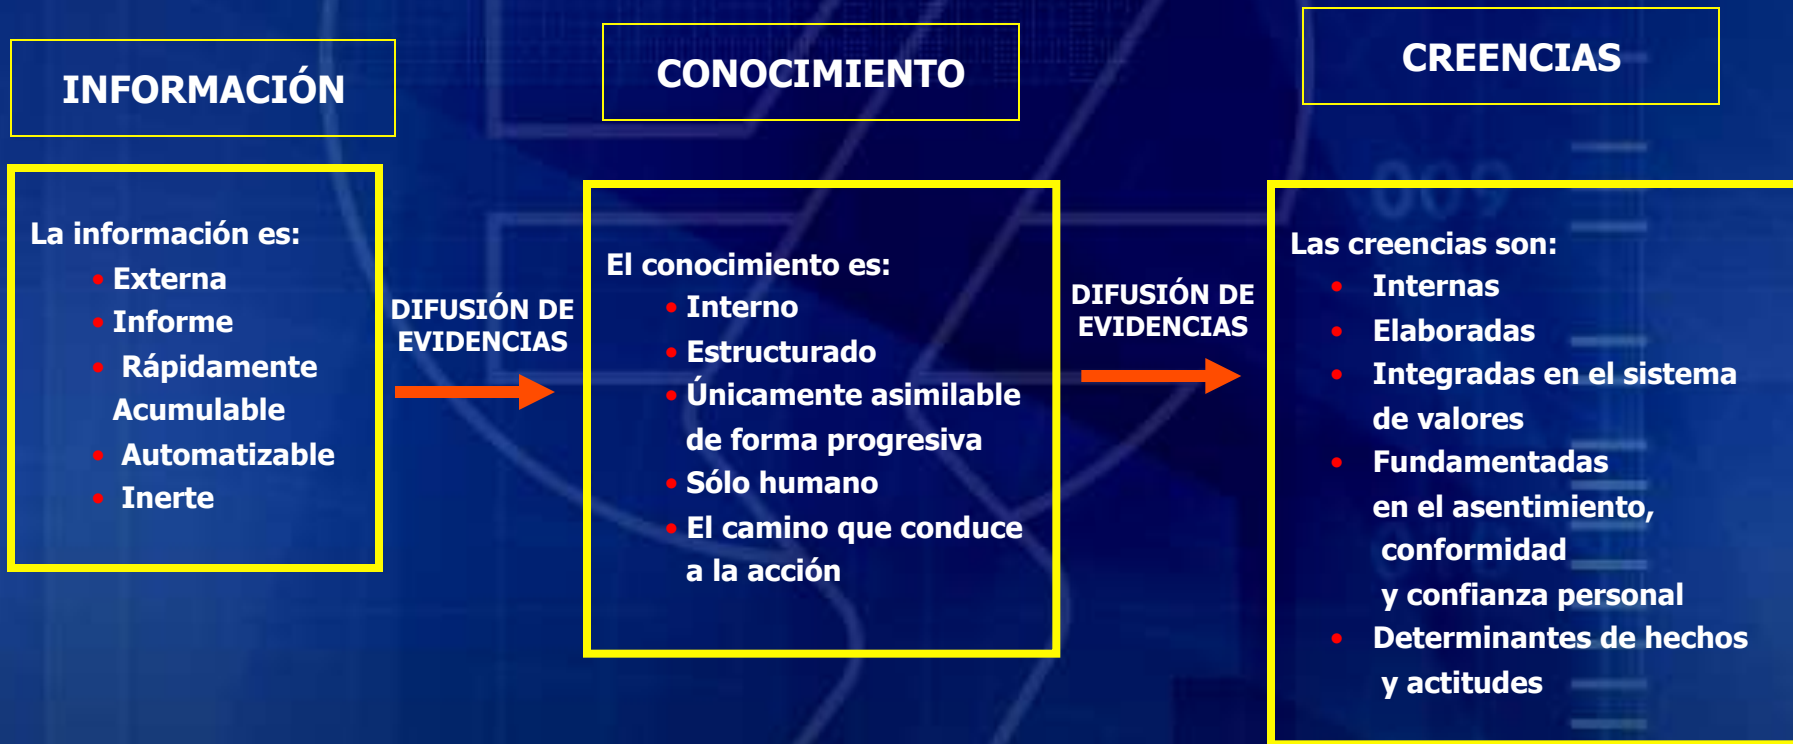 INFORMACIÓN
La información es:
• Externa
• Informe
• Rápidamente
Acumulable
• Automatizable
• Inerte
DIFUSIÓN DE
EVIDENCIAS
CONOCIMIENTO
El conocimiento es:
• Interno
• Estructurado
• Únicamente asimilable
de forma progresiva
• Sólo humano
• El camino que conduce
a la acción
DIFUSIÓN DE
EVIDENCIAS
CREENCIAS
Las creencias son:
• Internas
• Elaboradas
• Integradas en el sistema
de valores
• Fundamentadas
en el asentimiento,
conformidad
y confianza personal
• Determinantes de hechos
y actitudes
009